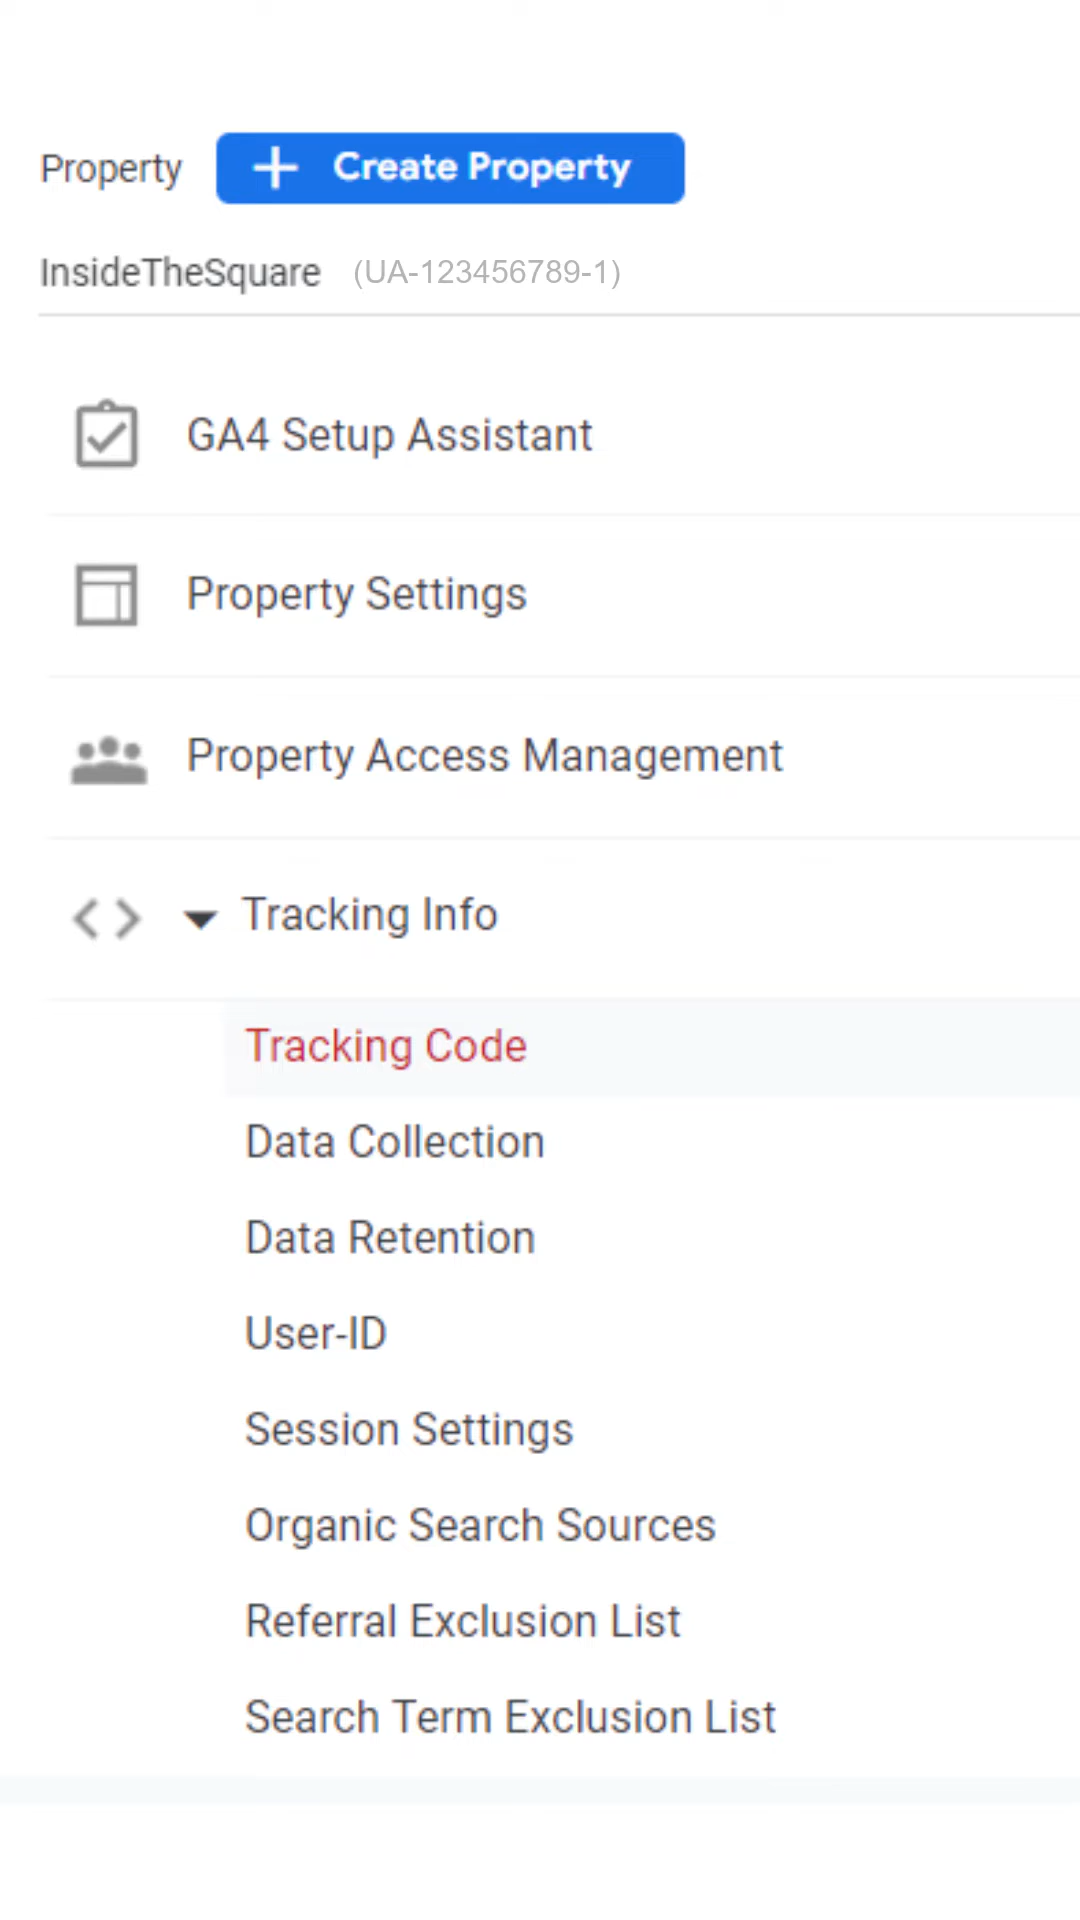 Property + Create Property
InsideTheSquare (UA-123456789-1)
GA4 Setup Assistant
Property Settings
Property Access Management
Tracking Info
Tracking Code
Data Collection
Data Retention
User-ID
Session Settings
Organic Search Sources
Referral Exclusion List
Search Term Exclusion List